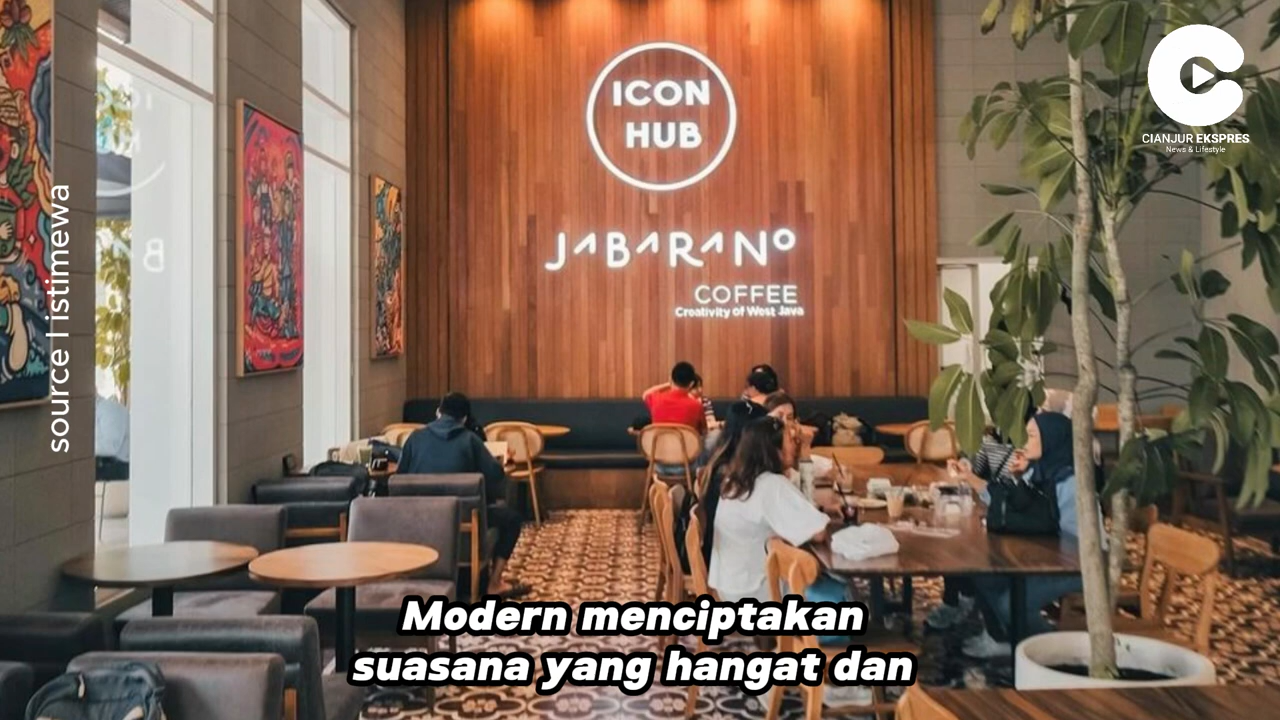 ICON
HUB
JABARANO
COFFEE
Creativity of West Java
CIANJUR EKSPRES
News & Lifestyle
source | istimewa
Modern menciptakan
suasana yang hangat dan